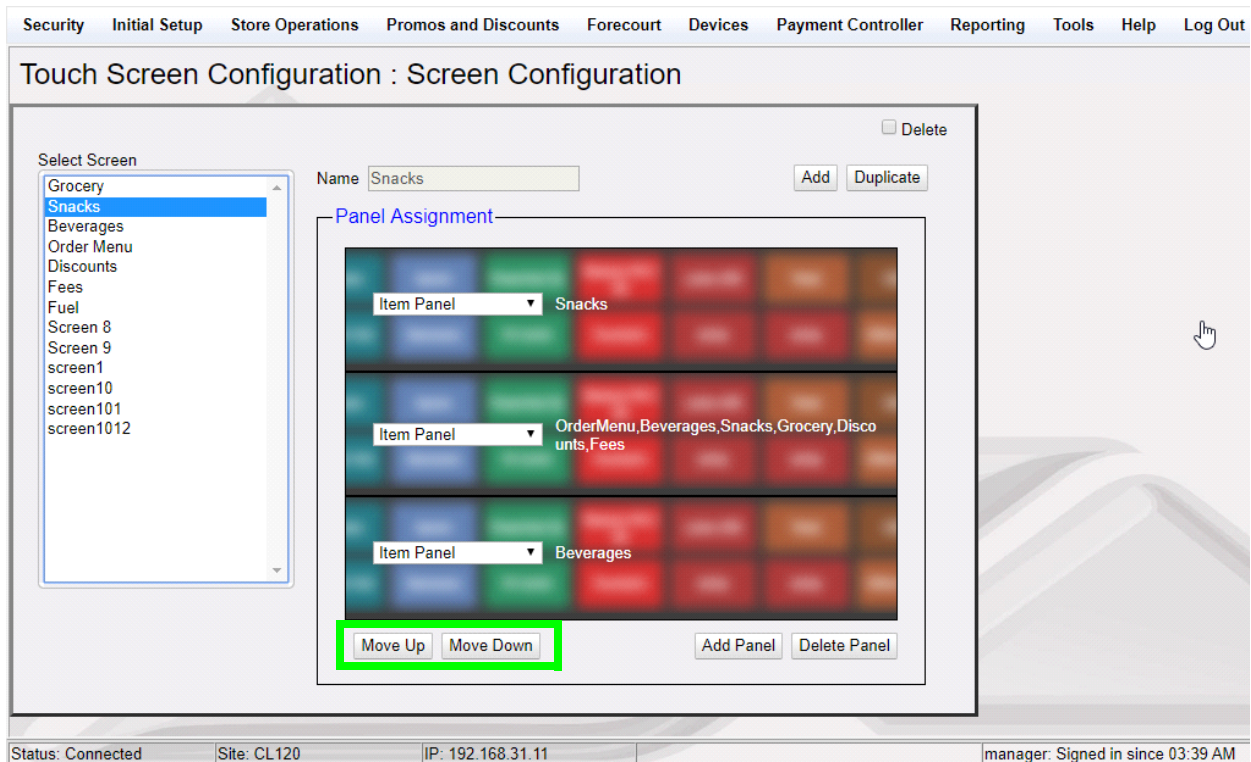 Security Initial Setup Store Operations Promos and Discounts Forecourt Devices Payment Controller Reporting Tools Help Log Out
Touch Screen Configuration : Screen Configuration
Delete
Select Screen
Name Snacks Add Duplicate
Grocery
Snacks
Beverages
Order Menu
Discounts
Fees
Fuel
Screen 8
Screen 9
screen1
screen10
screen101
screen1012
Panel Assignment
Item Panel Snacks
Item Panel OrderMenu,Beverages,Snacks,Grocery,Disco
unts,Fees
Item Panel Beverages
Move Up Move Down Add Panel Delete Panel
Status: Connected Site: CL120 IP: 192.168.31.11 manager: Signed in since 03:39 AM